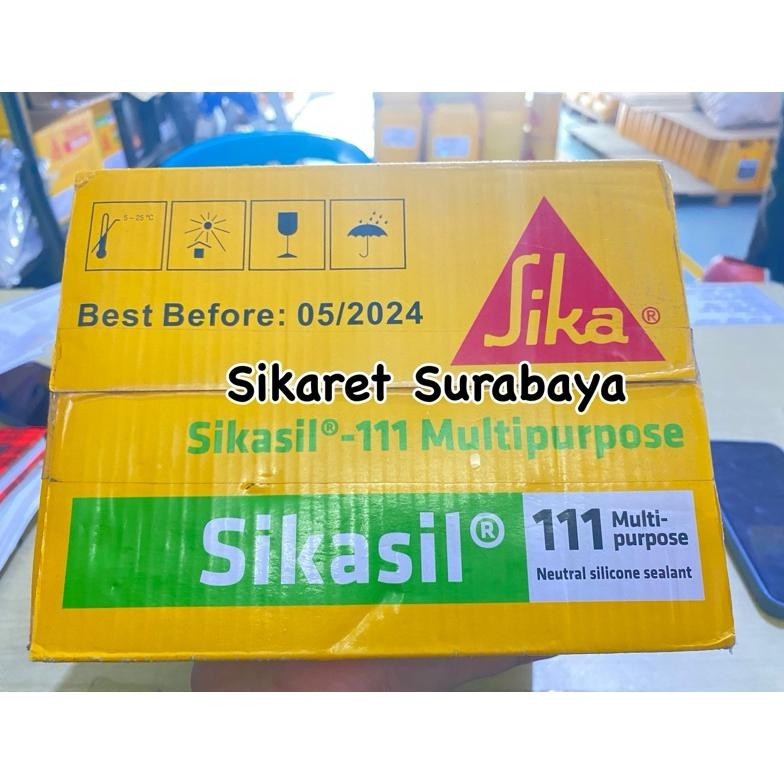 5 – 25 °C
Best Before: 05/2024
Sika®
Sikaret Surabaya
Sikasil®-111 Multipurpose
Sikasil®
111 Multi-
purpose
Neutral silicone sealant